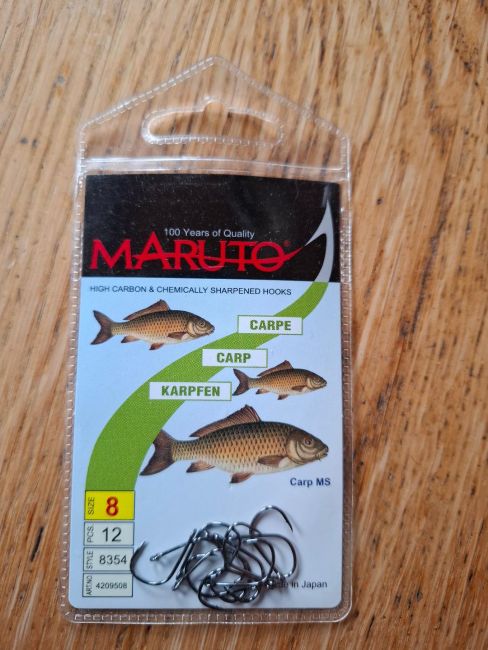 100 Years of Quality
MARUTO®
HIGH CARBON & CHEMICALLY SHARPENED HOOKS
CARPE
CARP
KARPFEN
Carp MS
SIZE 8
PCS. 12
STYLE 8354
ART.NO 4209508
in Japan